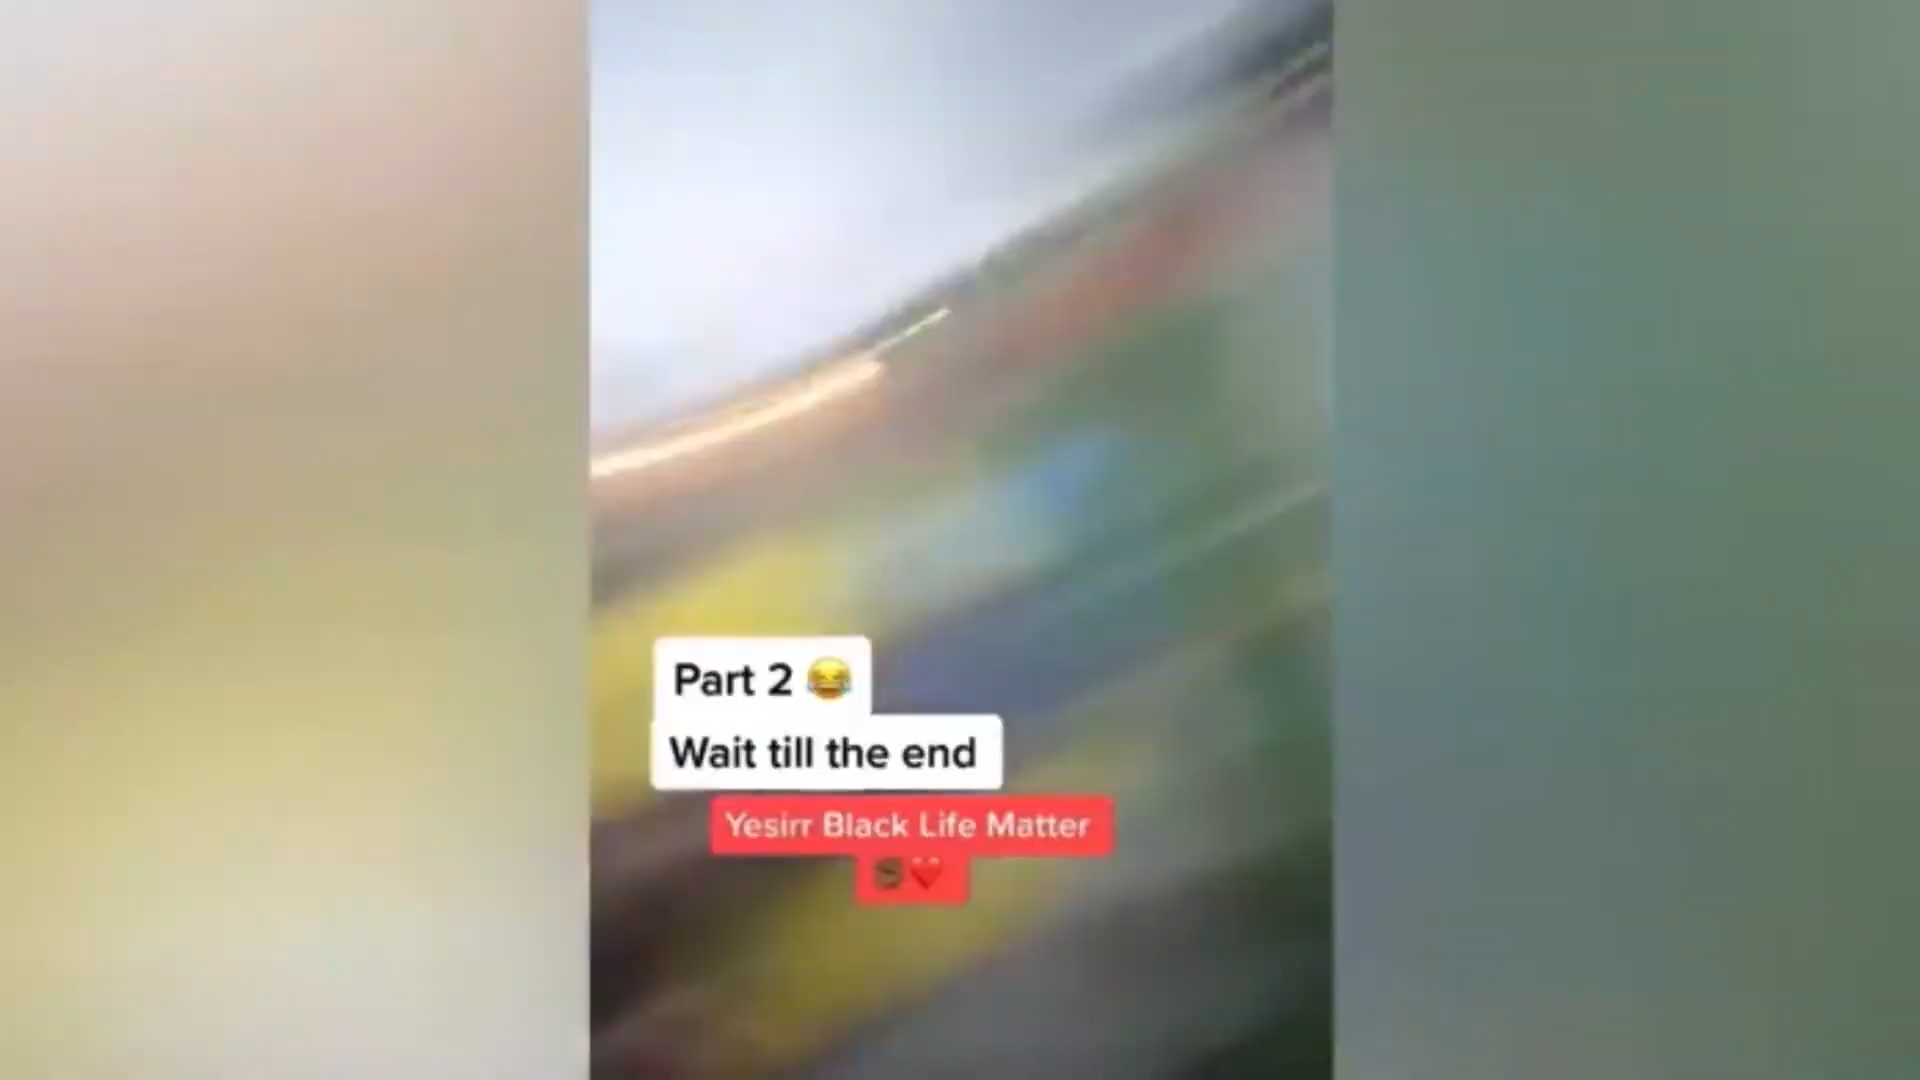 Part 2 😂
Wait till the end
Yesirr Black Life Matter
❤️